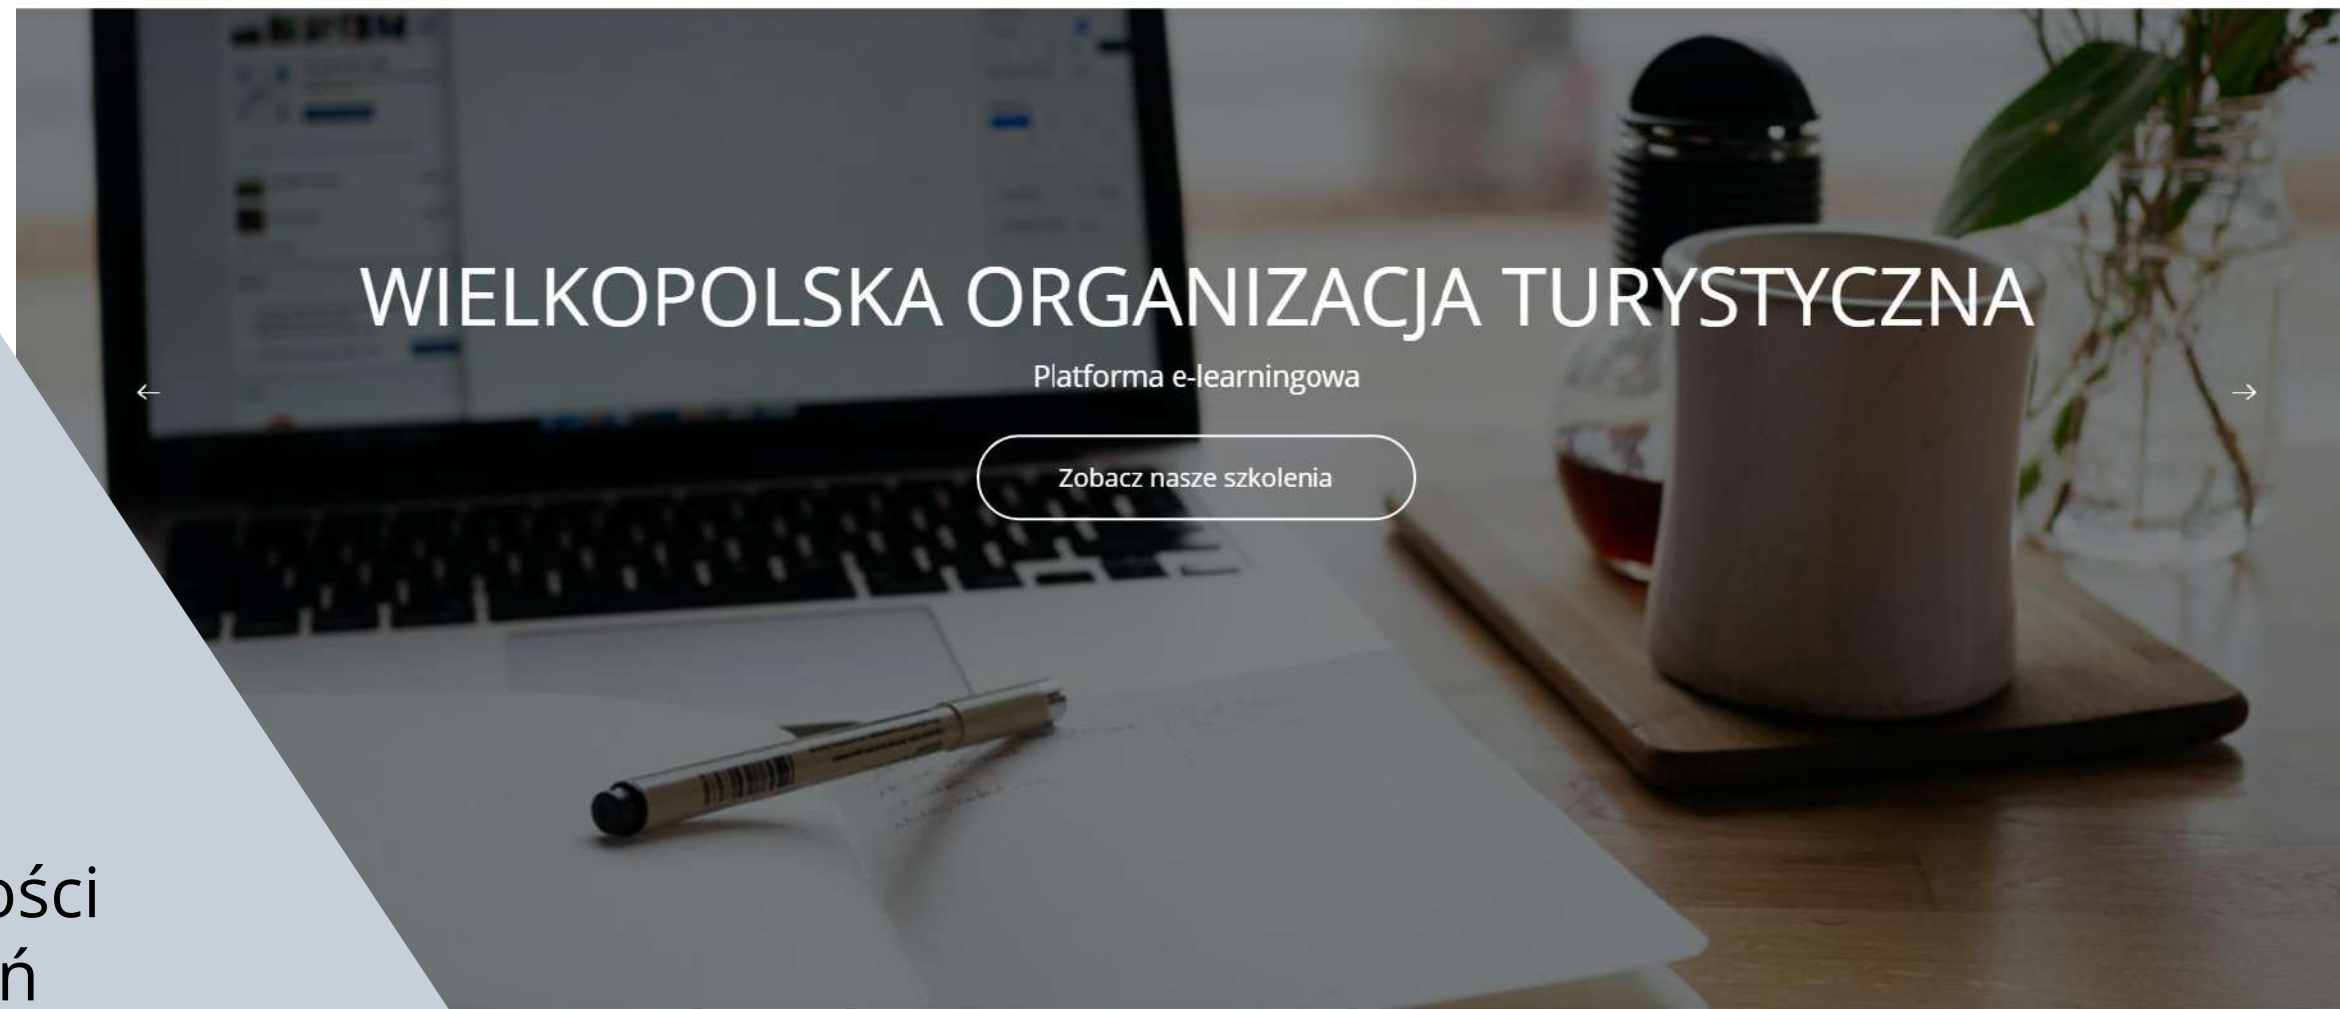 WIELKOPOLSKA ORGANIZACJA TURYSTYCZNA
Platforma e-learningowa
← →
Zobacz nasze szkolenia
ości
ń